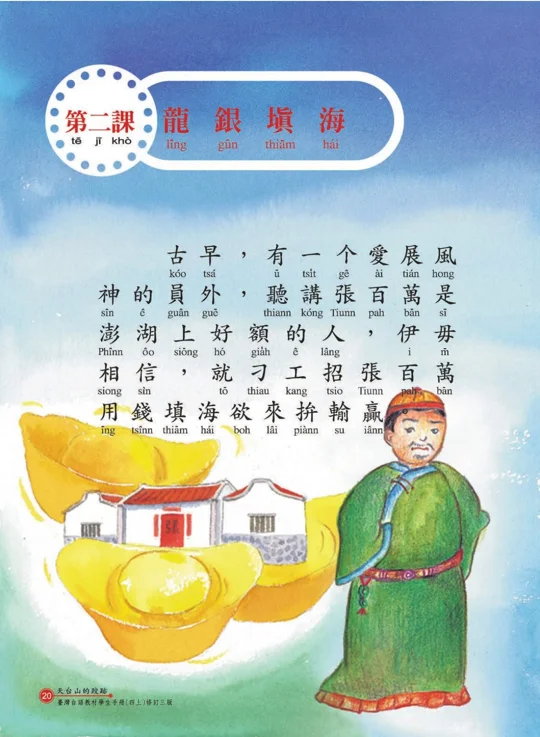 第二課
tē jī khò
龍銀填海
lîng gûn thiām hái
古早，有一个愛展風
kóo tsá ū tsi̍t gē ài tián hong
神的員外，聽講張百萬是
sîn ê guân guē thiann kóng Tiunn pah bān sī
澎湖上好額的人，伊毋
Phînn ôo siōng hó gia̍h ê lâng i m̄
相信，就刁工招張百萬
siong sìn tō thiau kang tsio Tiunn pah bān
用錢填海欲來拚輸贏。
īng tsînn thiām hái boh lâi piànn su iânn
張
20
天台山的跤跡
臺灣台語教材學生手冊(四上)修訂三版